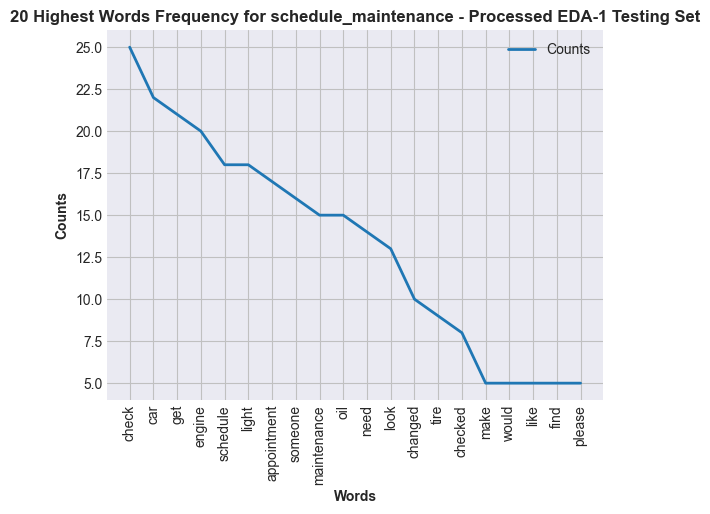 20 Highest Words Frequency for schedule_maintenance - Processed EDA-1 Testing Set
Counts
25.0
22.5
20.0
17.5
15.0
12.5
10.0
7.5
5.0
Counts
check
car
get
engine
schedule
light
appointment
someone
maintenance
oil
need
look
changed
tire
checked
make
would
like
find
please
Words